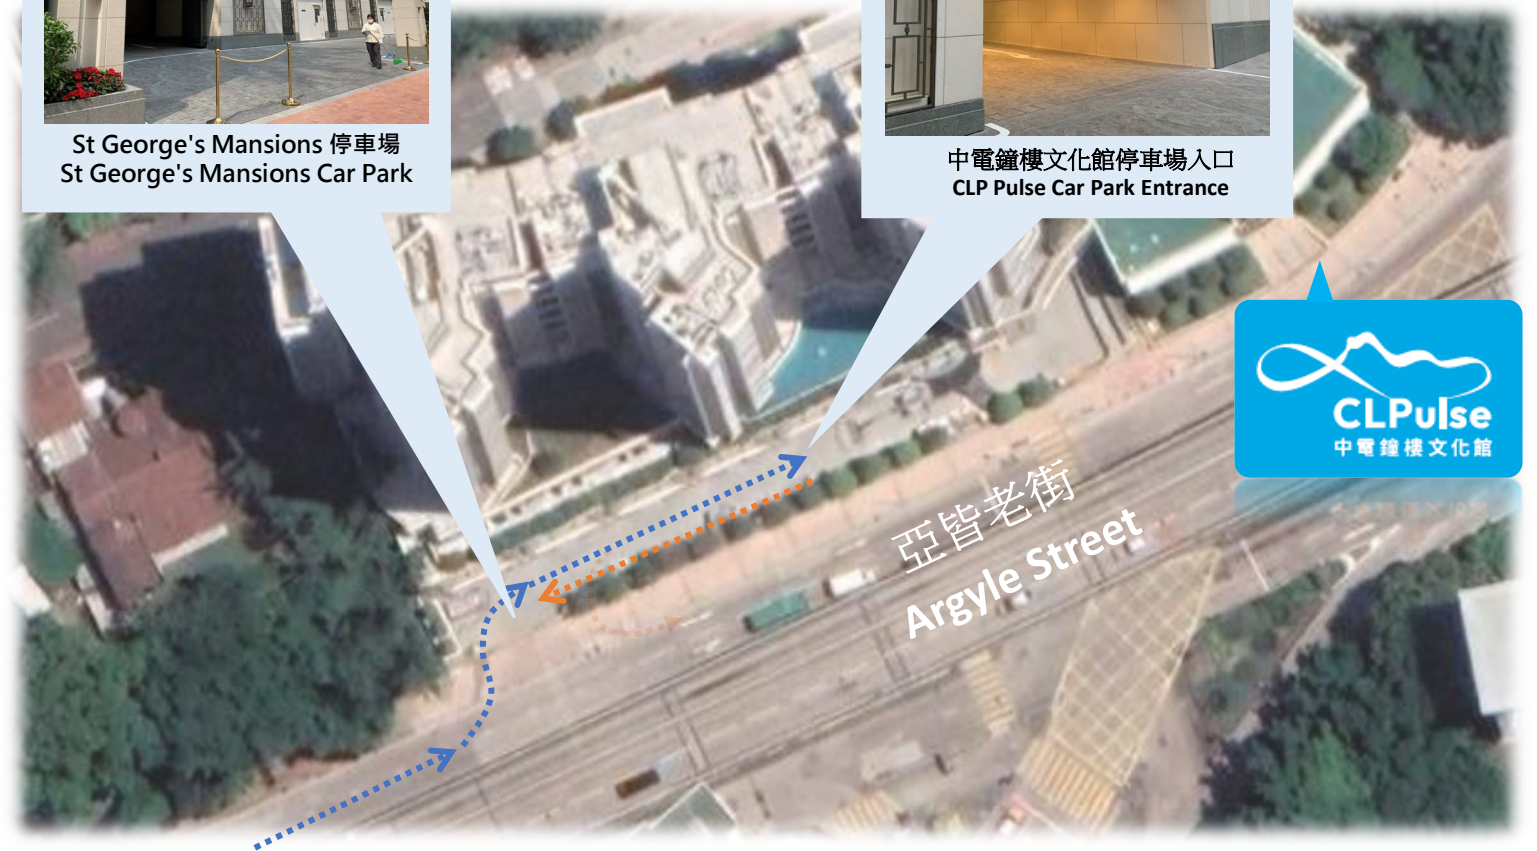 St George's Mansions 停車場
St George's Mansions Car Park
中電鐘樓文化館停車場入口
CLP Pulse Car Park Entrance
CLPulse
中電鐘樓文化館
亞皆老街
Argyle Street